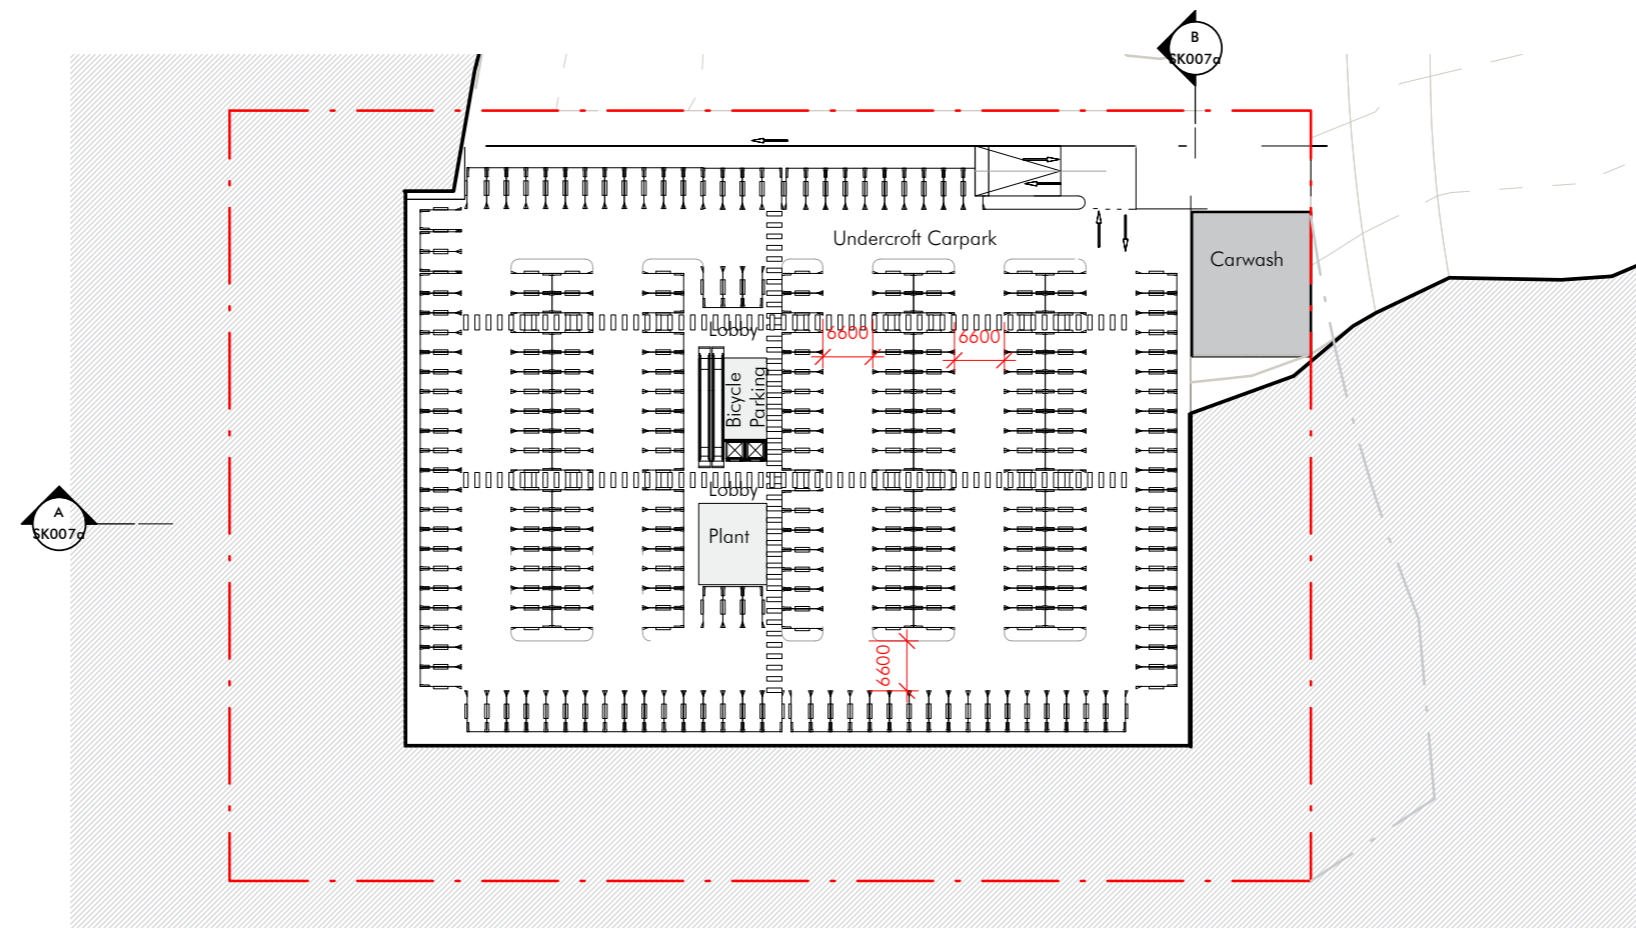 B
SK007a
Undercroft Carpark
Carwash
Lobby
6600
6600
Bicycle
Parking
Lobby
A
SK007a
Plant
6600